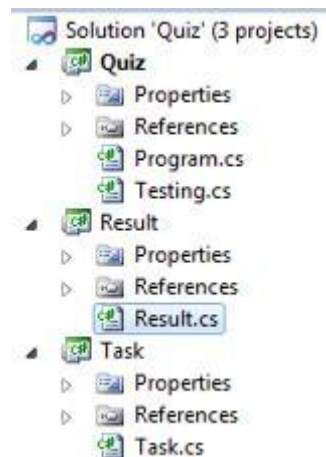 Solution 'Quiz' (3 projects)
Quiz
Properties
References
Program.cs
Testing.cs
Result
Properties
References
Result.cs
Task
Properties
References
Task.cs